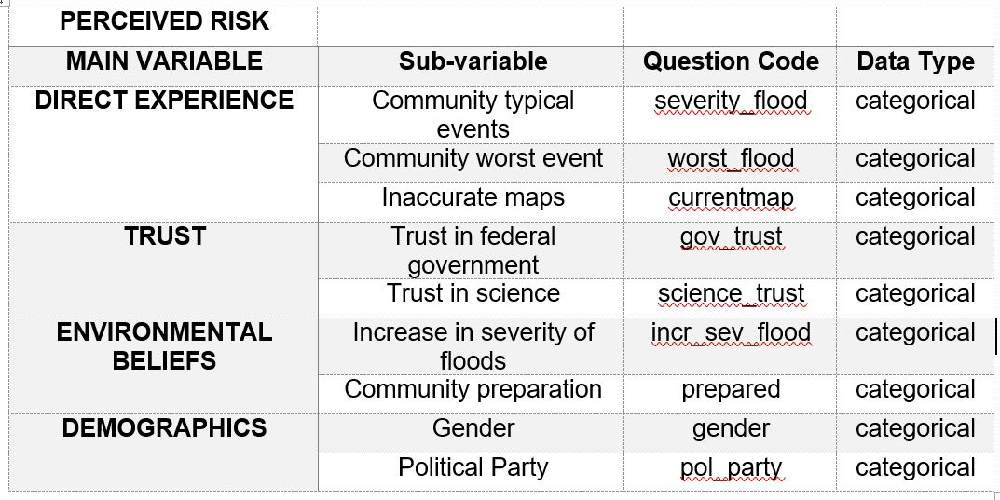 PERCEIVED RISK
MAIN VARIABLE Sub-variable Question Code Data Type
DIRECT EXPERIENCE Community typical events severity_flood categorical
Community worst event worst_flood categorical
Inaccurate maps currentmap categorical
TRUST Trust in federal government gov_trust categorical
Trust in science science_trust categorical
ENVIRONMENTAL BELIEFS Increase in severity of floods incr_sev_flood categorical
Community preparation prepared categorical
DEMOGRAPHICS Gender gender categorical
Political Party pol_party categorical